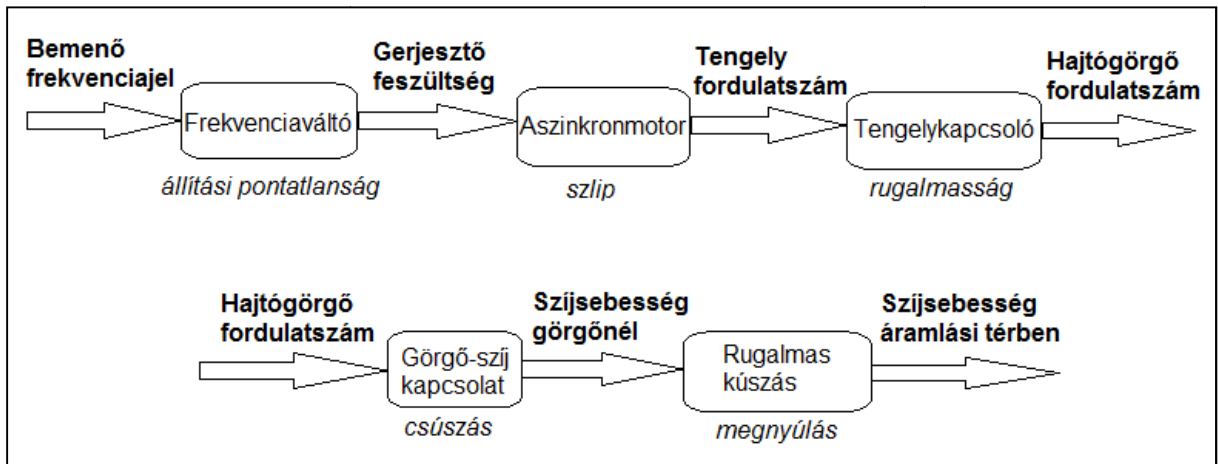 Bemenő
frekvenciajel
Gerjesztő
feszültség
Tengely
fordulatszám
Hajtógörgő
fordulatszám
Frekvenciaváltó
Aszinkronmotor
Tengelykapcsoló
állítási pontatlanság
szlip
rugalmasság
Hajtógörgő
fordulatszám
Szíjsebesség
görgőnél
Szíjsebesség
áramlási térben
Görgő-szíj
kapcsolat
Rugalmas
kúszás
csúszás
megnyúlás